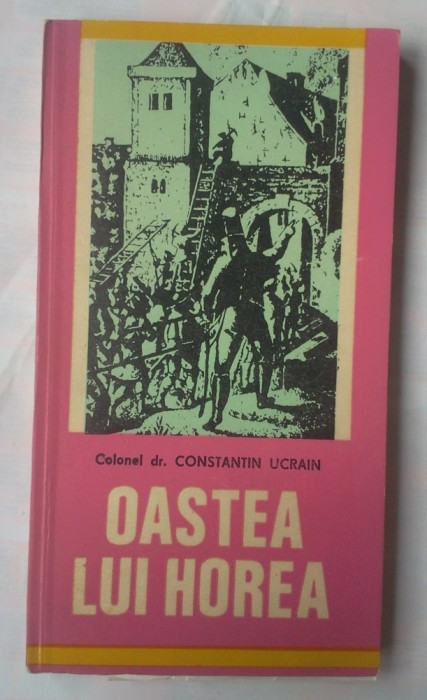 Colonel dr. CONSTANTIN UCRAIN
OASTEA
LUI HOREA